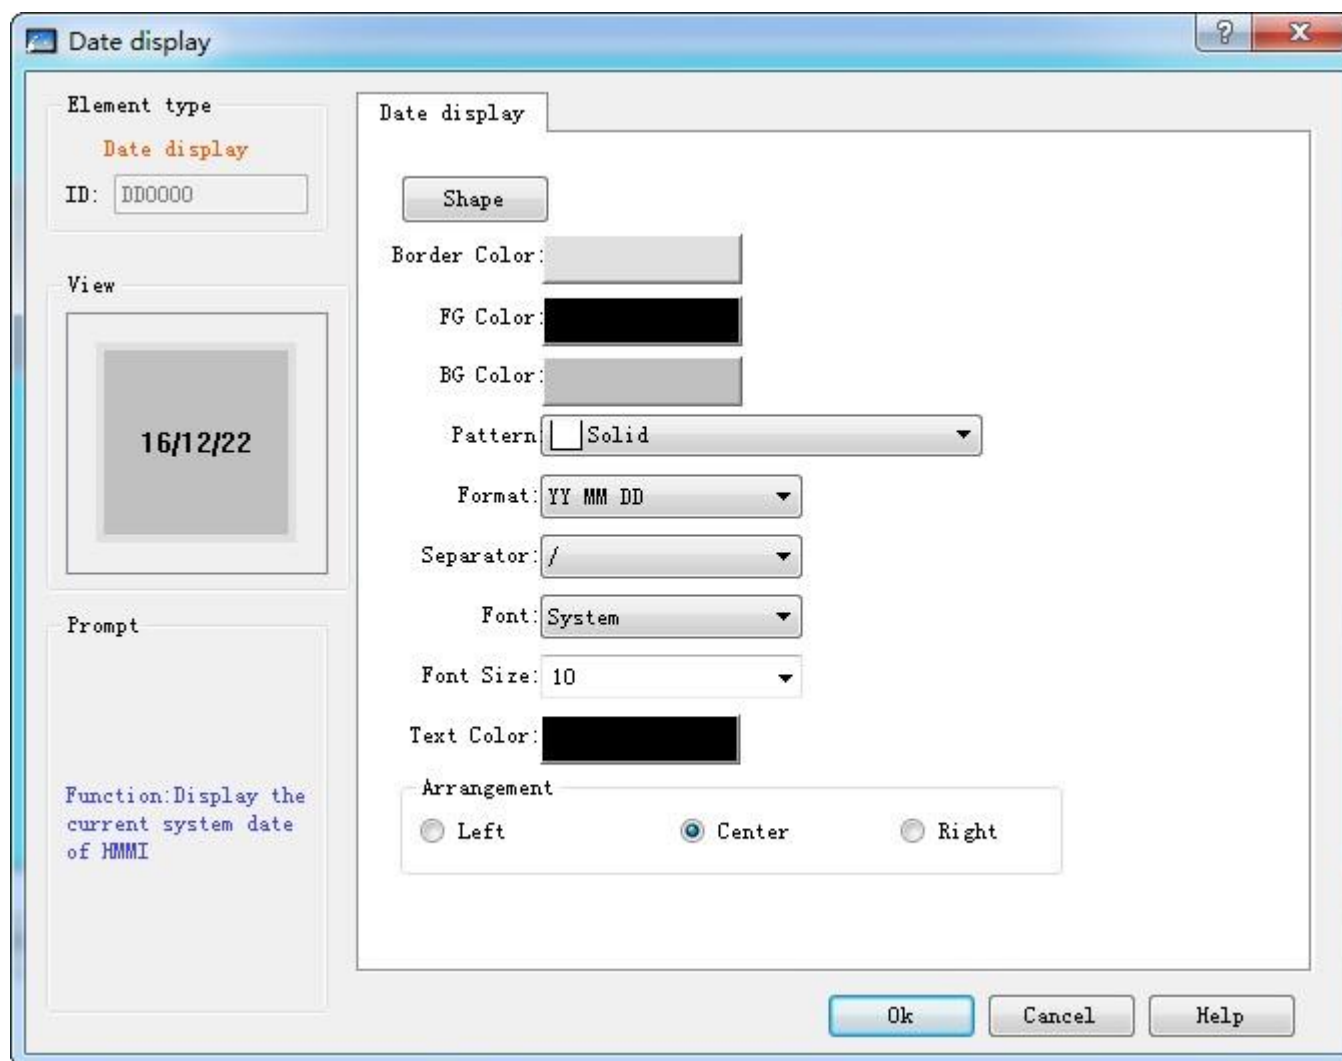 Date display
?
X
Element type
Date display
ID: DD0000
View
16/12/22
Prompt
Function:Display the
current system date
of HMMI
Date display
Shape
Border Color:
FG Color:
BG Color:
Pattern: Solid
Format: YY MM DD
Separator: /
Font: System
Font Size: 10
Text Color:
Arrangement
Left Center Right
Ok Cancel Help